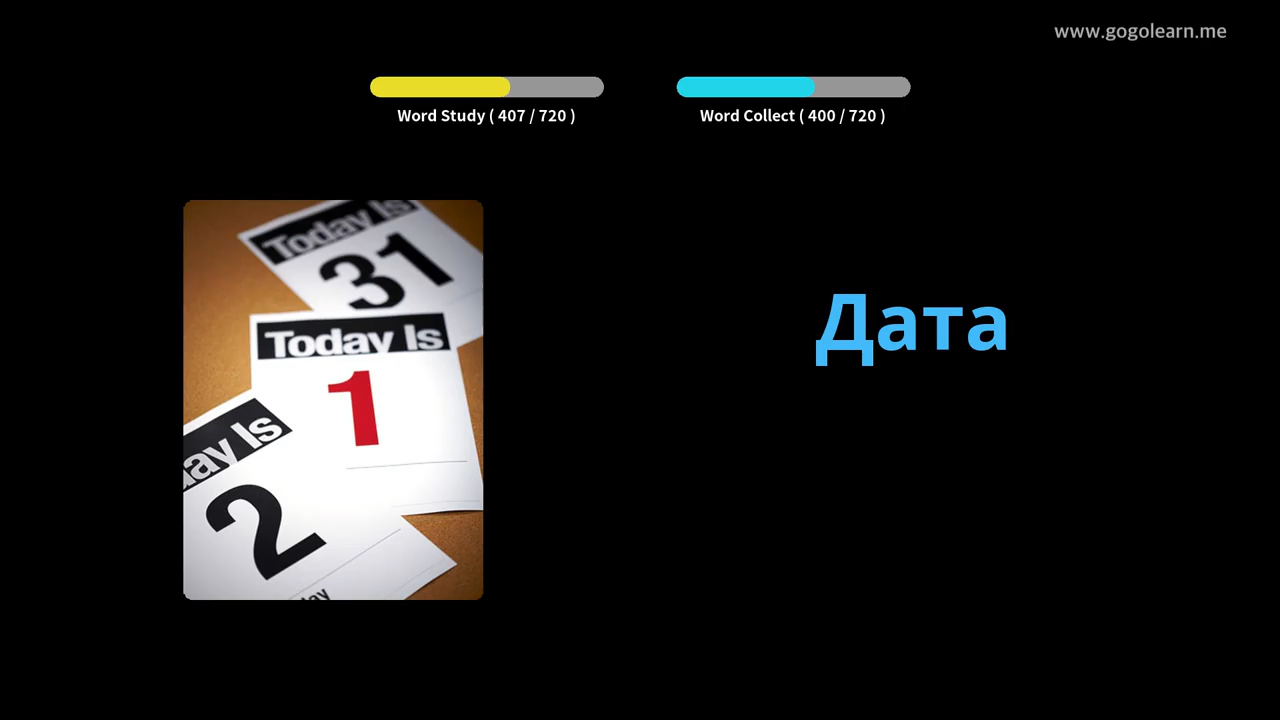 www.gogolearn.me
Word Study ( 407 / 720 )
Word Collect ( 400 / 720 )
Today Is
31
Today Is
1
ay Is
2
Дата